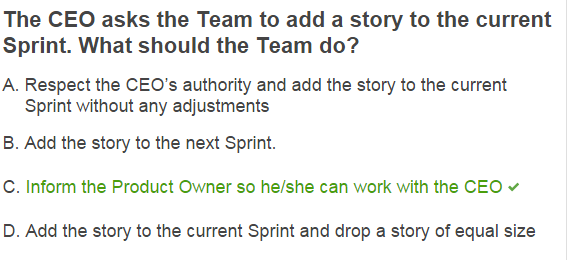 The CEO asks the Team to add a story to the current
Sprint. What should the Team do?
A. Respect the CEO's authority and add the story to the current
Sprint without any adjustments
B. Add the story to the next Sprint.
C. Inform the Product Owner so he/she can work with the CEO ✔
D. Add the story to the current Sprint and drop a story of equal size